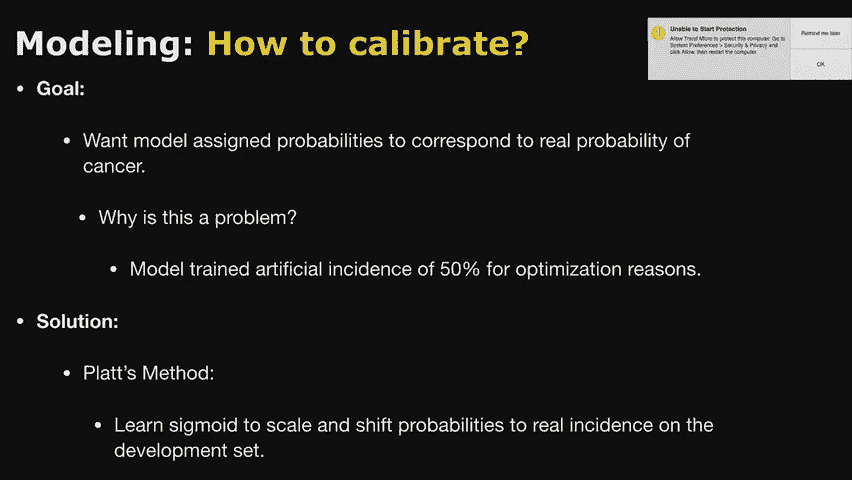 Modeling: How to calibrate?
Unable to Start Protection
Allow Trend Micro to protect this computer. Go to
System Preferences > Security & Privacy and
click Allow, then restart the computer.
Remind me later
OK
• Goal:
• Want model assigned probabilities to correspond to real probability of
cancer.
• Why is this a problem?
• Model trained artificial incidence of 50% for optimization reasons.
• Solution:
• Platt’s Method:
• Learn sigmoid to scale and shift probabilities to real incidence on the
development set.